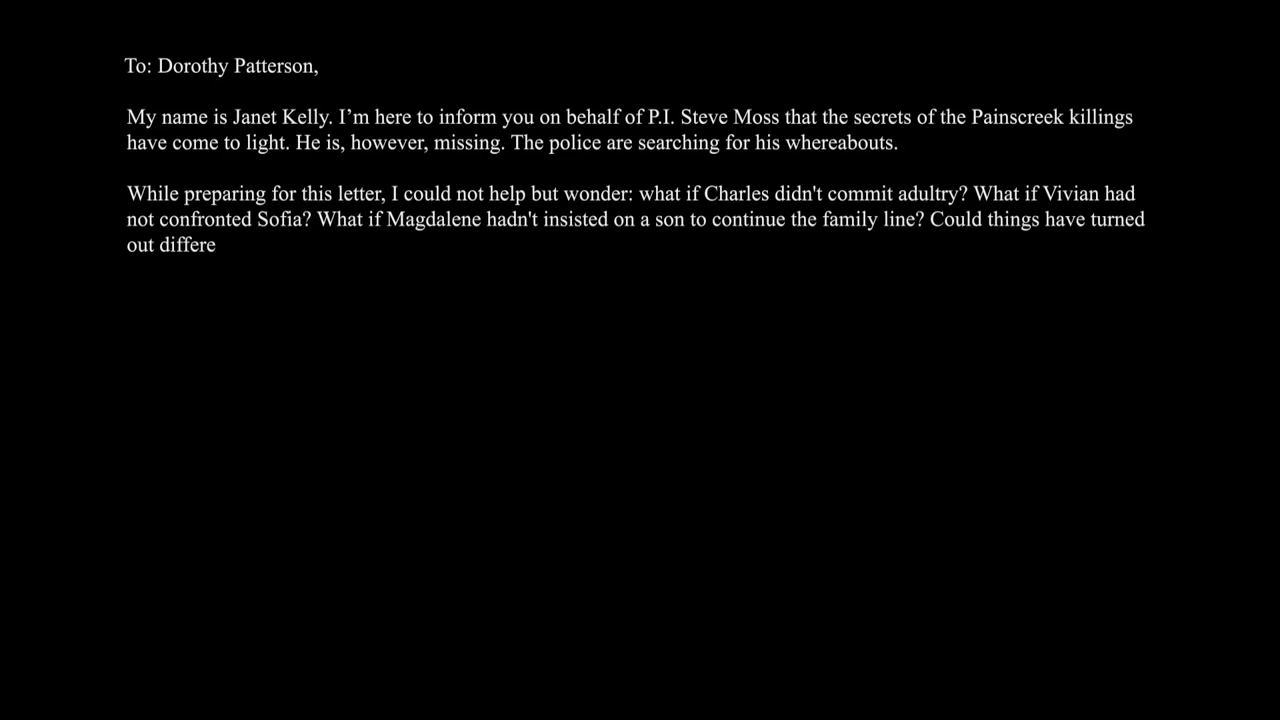 To: Dorothy Patterson,
My name is Janet Kelly. I’m here to inform you on behalf of P.I. Steve Moss that the secrets of the Painscreek killings
have come to light. He is, however, missing. The police are searching for his whereabouts.
While preparing for this letter, I could not help but wonder: what if Charles didn't commit adultry? What if Vivian had
not confronted Sofia? What if Magdalene hadn't insisted on a son to continue the family line? Could things have turned
out differe